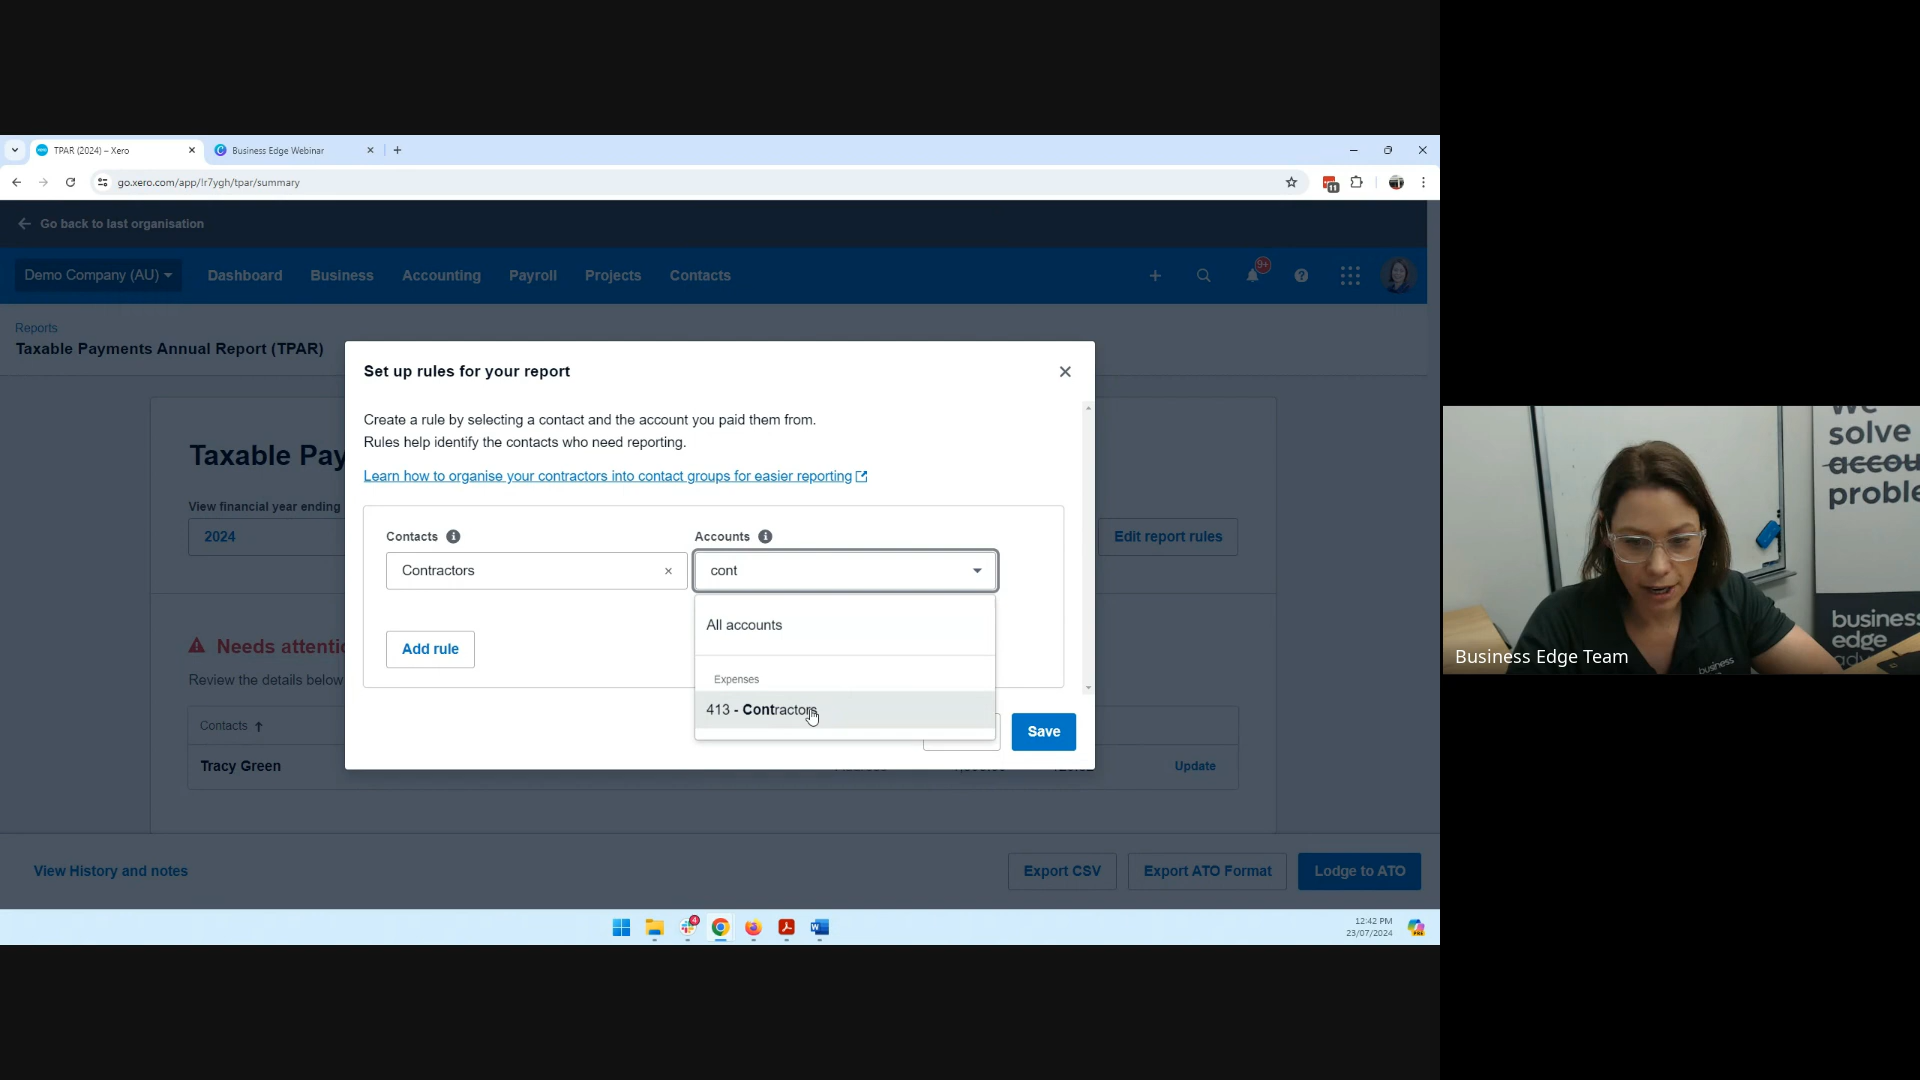 TPAR (2024) – Xero
Business Edge Webinar
go.xero.com/app/!r7ygh/tpar/summary
11
Go back to last organisation
Demo Company (AU)
Dashboard
Business
Accounting
Payroll
Projects
Contacts
9+
Reports
Taxable Payments Annual Report (TPAR)
Set up rules for your report
Create a rule by selecting a contact and the account you paid them from.
Rules help identify the contacts who need reporting.
Learn how to organise your contractors into contact groups for easier reporting
Taxable Pay
View financial year ending
2024
Edit report rules
Contacts
Accounts
Contractors
cont
All accounts
Expenses
413 - Contractors
Add rule
Save
Needs attenti
Review the details below
Contacts
Tracy Green
Update
View History and notes
Export CSV
Export ATO Format
Lodge to ATO
4
12:42 PM
23/07/2024
PRE
we
solve
accou
proble
business
edge
business
Business Edge Team